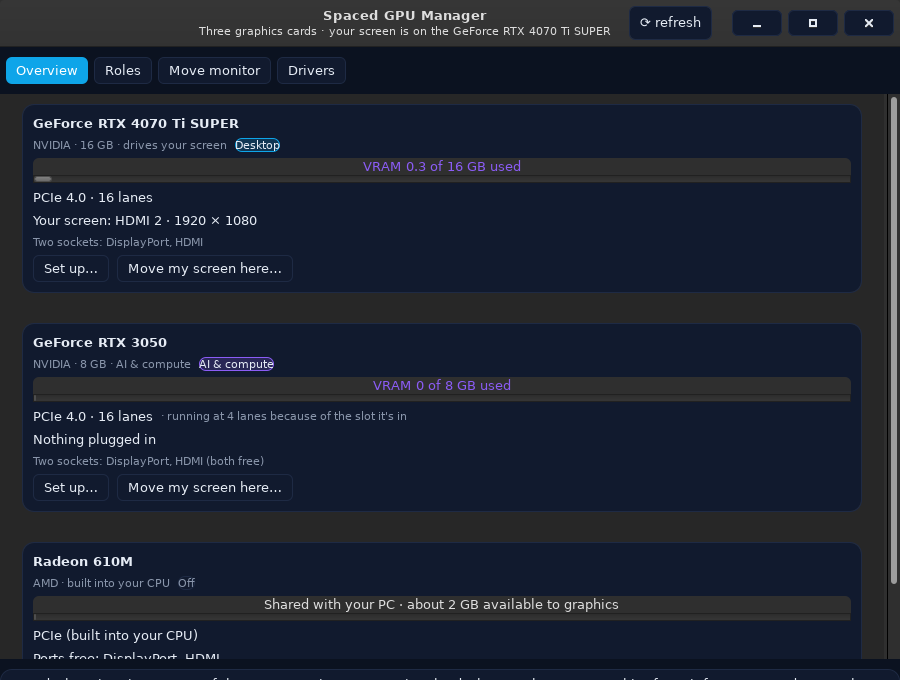 Spaced GPU Manager
Three graphics cards · your screen is on the GeForce RTX 4070 Ti SUPER
⟳ refresh
Overview
Roles
Move monitor
Drivers
GeForce RTX 4070 Ti SUPER
NVIDIA · 16 GB · drives your screen Desktop
VRAM 0.3 of 16 GB used
PCIe 4.0 · 16 lanes
Your screen: HDMI 2 · 1920 × 1080
Two sockets: DisplayPort, HDMI
Set up... Move my screen here...
GeForce RTX 3050
NVIDIA · 8 GB · AI & compute AI & compute
VRAM 0 of 8 GB used
PCIe 4.0 · 16 lanes · running at 4 lanes because of the slot it's in
Nothing plugged in
Two sockets: DisplayPort, HDMI (both free)
Set up... Move my screen here...
Radeon 610M
AMD · built into your CPU Off
Shared with your PC · about 2 GB available to graphics
PCIe (built into your CPU)
Ports free: DisplayPort, HDMI